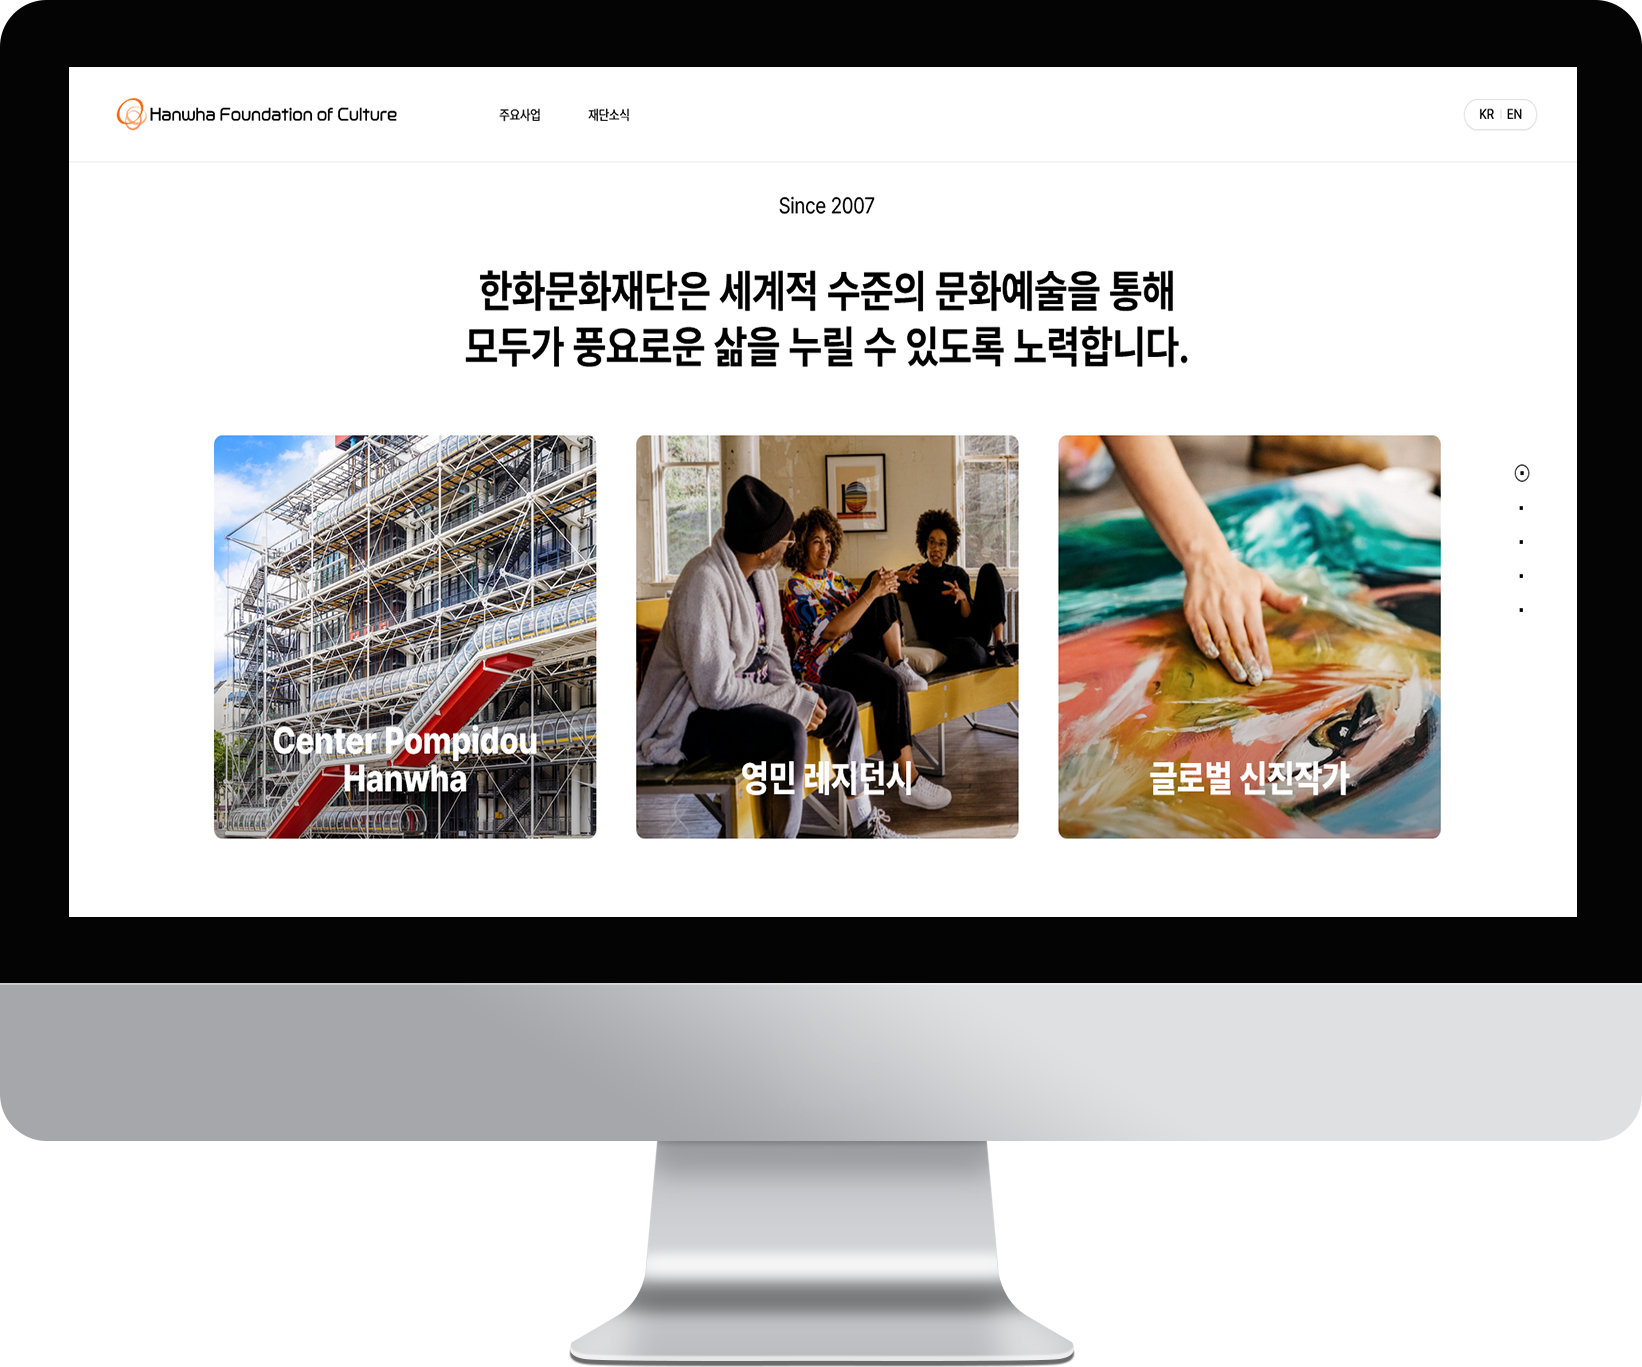 Hanwha Foundation of Culture
주요사업
재단소식
KR | EN
Since 2007
한화문화재단은 세계적 수준의 문화예술을 통해
모두가 풍요로운 삶을 누릴 수 있도록 노력합니다.
Center Pompidou
Hanwha
영민 레지던시
글로벌 신진작가